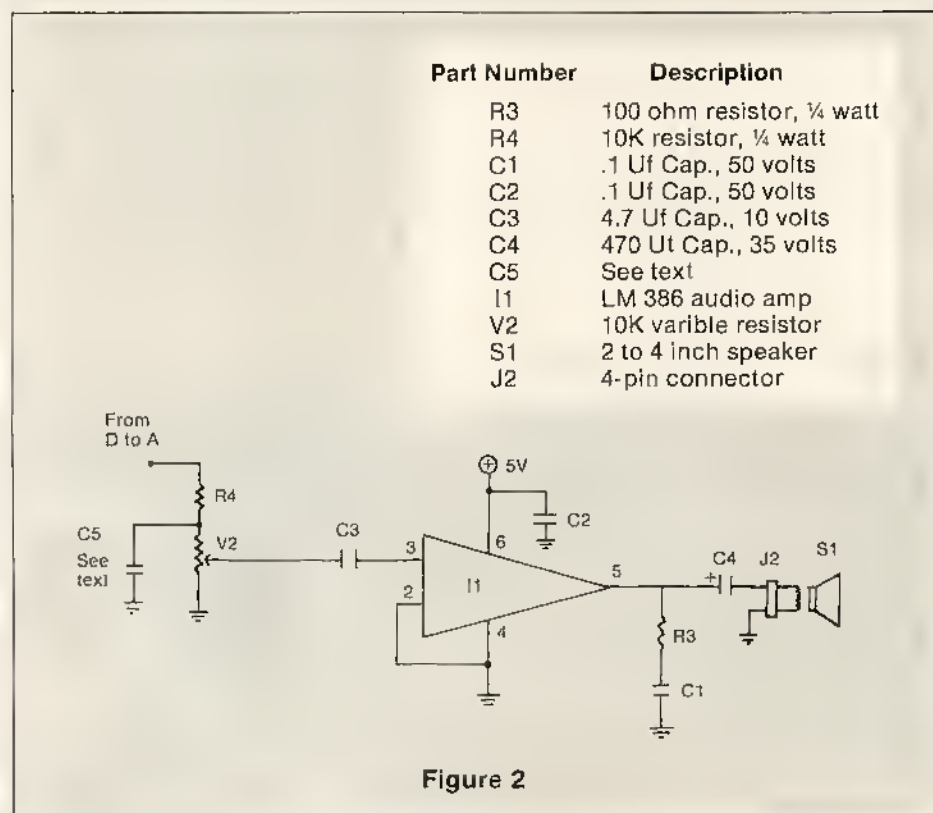 Part Number Description
R3 100 ohm resistor, ¼ watt
R4 10K resistor, ¼ watt
C1 .1 Uf Cap., 50 volts
C2 .1 Uf Cap., 50 volts
C3 4.7 Uf Cap., 10 volts
C4 470 Ut Cap., 35 volts
C5 See text
I1 LM 386 audio amp
V2 10K varible resistor
S1 2 to 4 inch speaker
J2 4-pin connector
From
D to A
R4
C5
See
text
V2
C3
3
2
I1
6
4
+ 5V
C2
5
R3
C1
+
C4
J2
S1
Figure 2